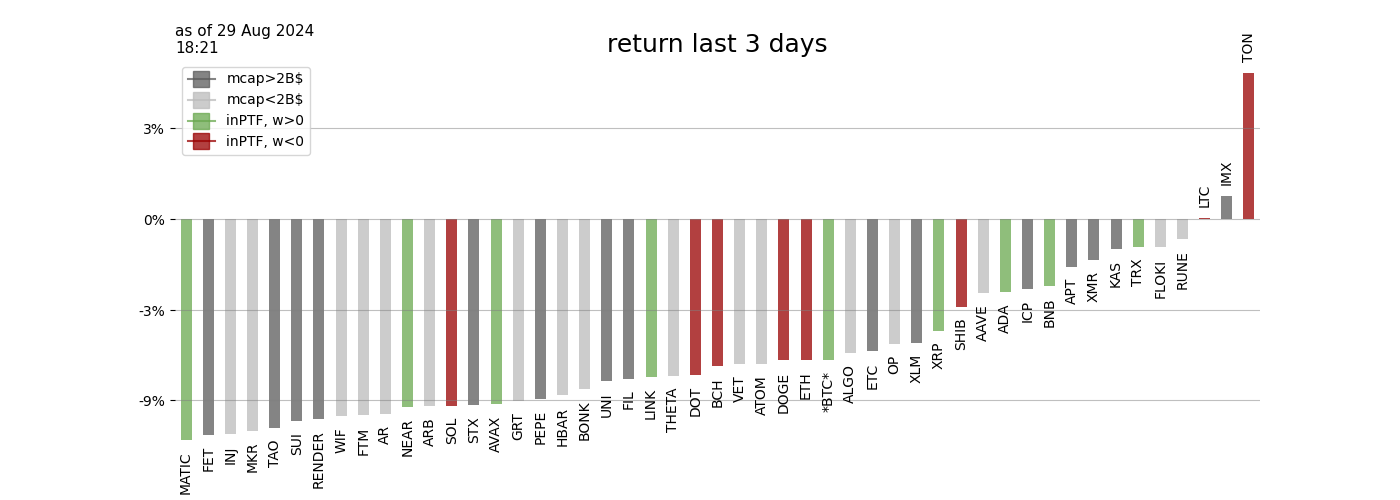 as of 29 Aug 2024
18:21
return last 3 days
mcap>2B$
mcap<2B$
inPTF, w>0
inPTF, w<0
3%
0%
-3%
-9%
MATIC
FET
INJ
MKR
TAO
SUI
RENDER
WIF
FTM
AR
NEAR
ARB
SOL
STX
AVAX
GRT
PEPE
HBAR
BONK
UNI
FIL
LINK
THETA
DOT
BCH
VET
ATOM
DOGE
ETH
*BTC*
ALGO
ETC
OP
XLM
XRP
SHIB
AAVE
ADA
ICP
BNB
APT
XMR
KAS
TRX
FLOKI
RUNE
LTC
IMX
TON